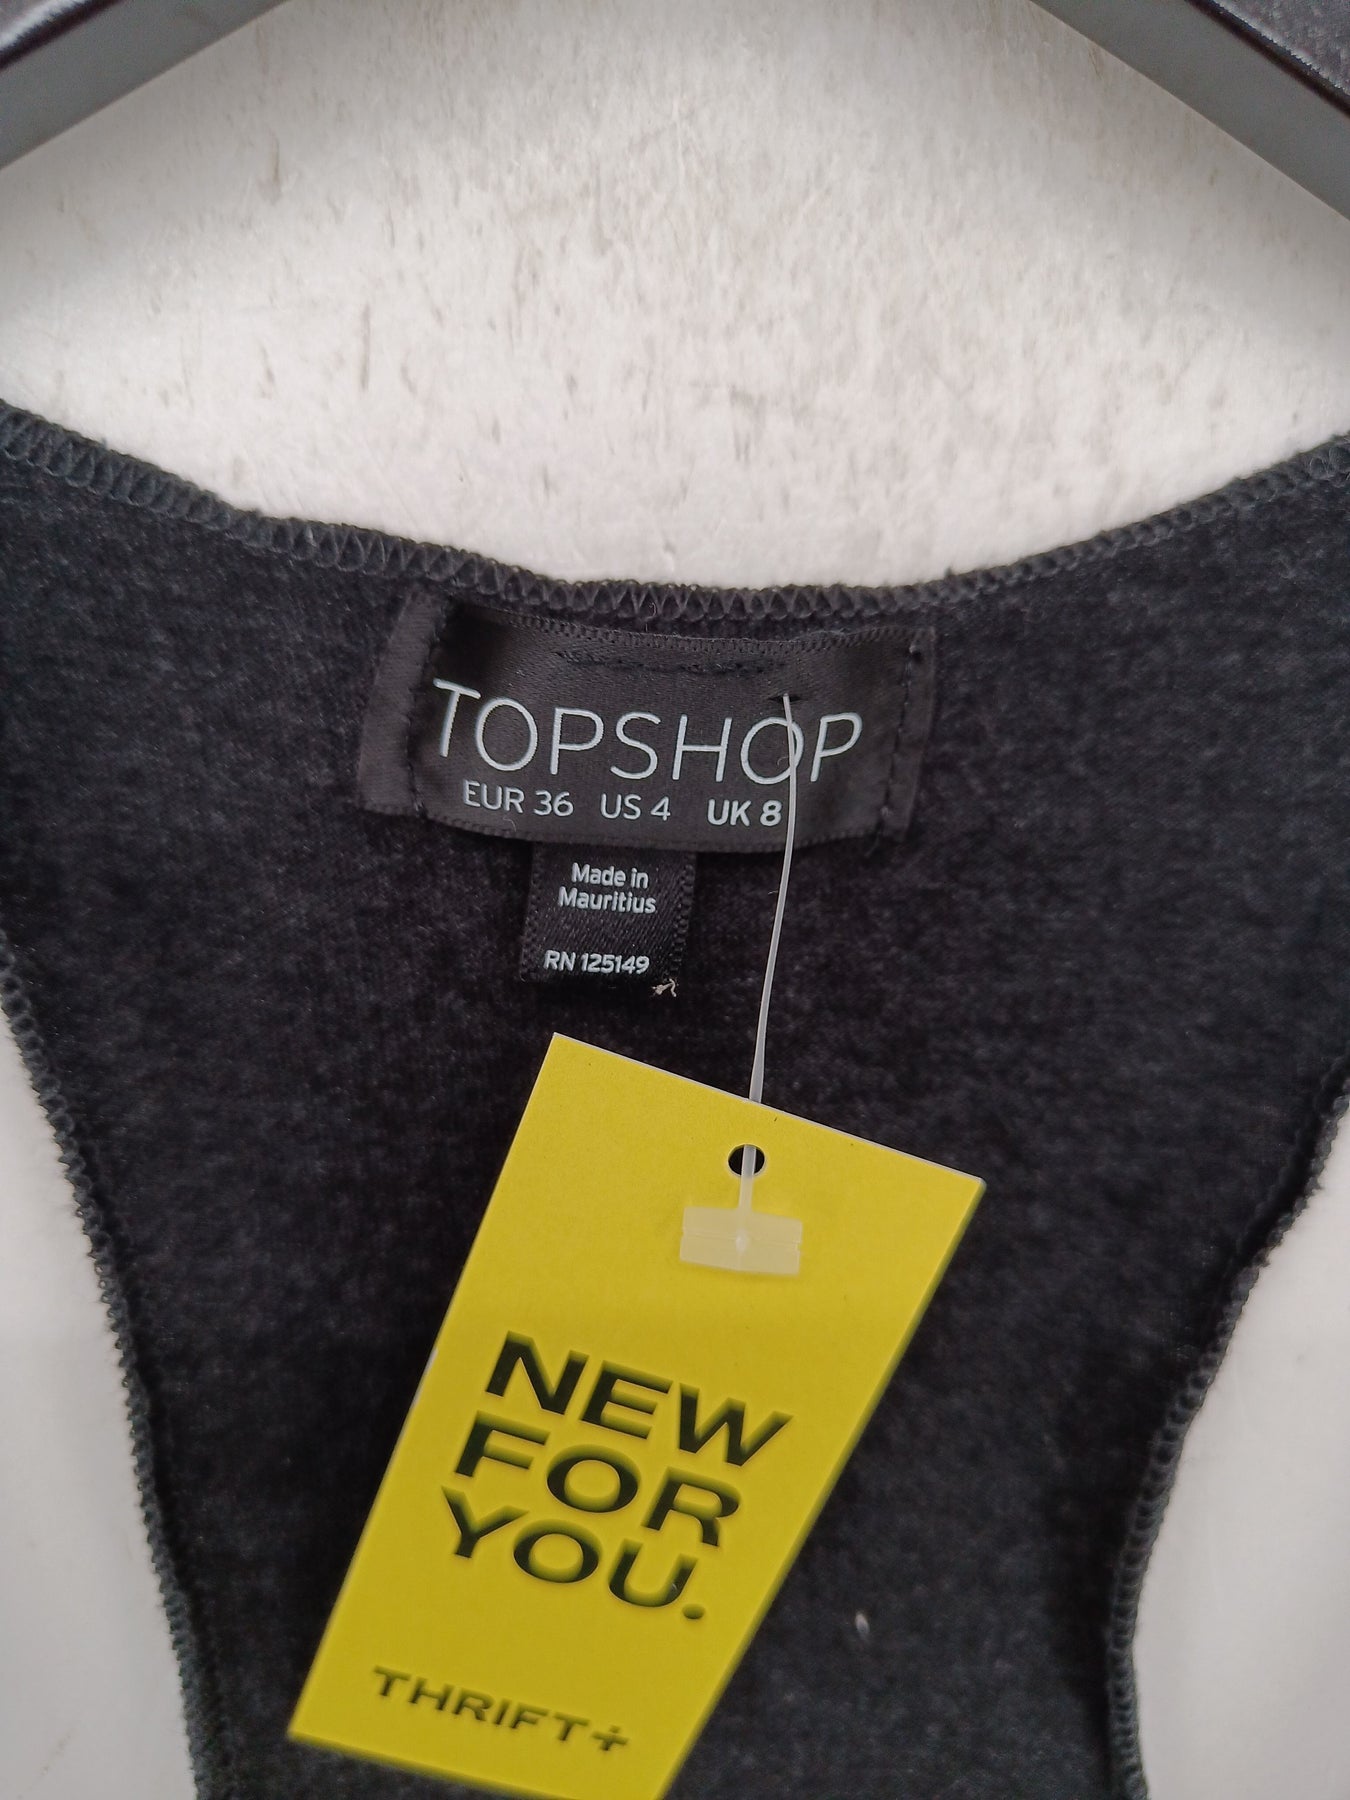 TOPSHOP
EUR 36 US 4 UK 8
Made in
Mauritius
RN 125149
NEW
FOR
YOU.
THRIFT+